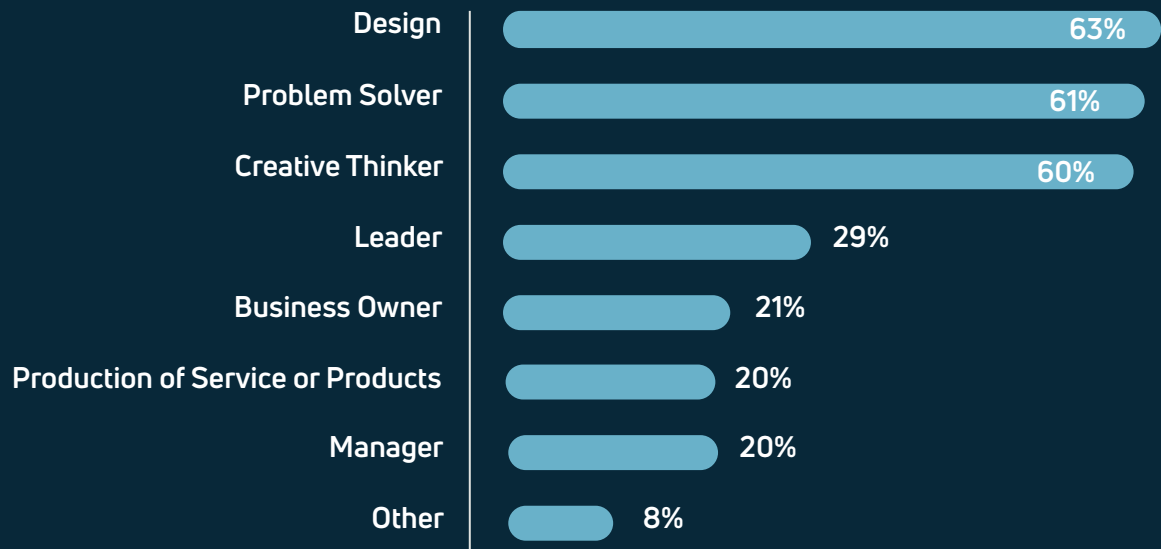 Design 63%
Problem Solver 61%
Creative Thinker 60%
Leader 29%
Business Owner 21%
Production of Service or Products 20%
Manager 20%
Other 8%